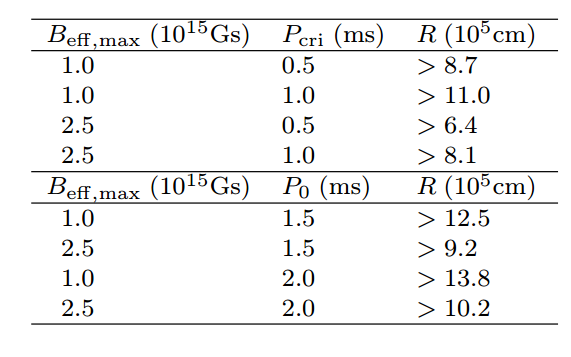 B_eff,max (10^15Gs) P_cri (ms) R (10^5cm)
1.0 0.5 > 8.7
1.0 1.0 > 11.0
2.5 0.5 > 6.4
2.5 1.0 > 8.1
B_eff,max (10^15Gs) P_0 (ms) R (10^5cm)
1.0 1.5 > 12.5
2.5 1.5 > 9.2
1.0 2.0 > 13.8
2.5 2.0 > 10.2